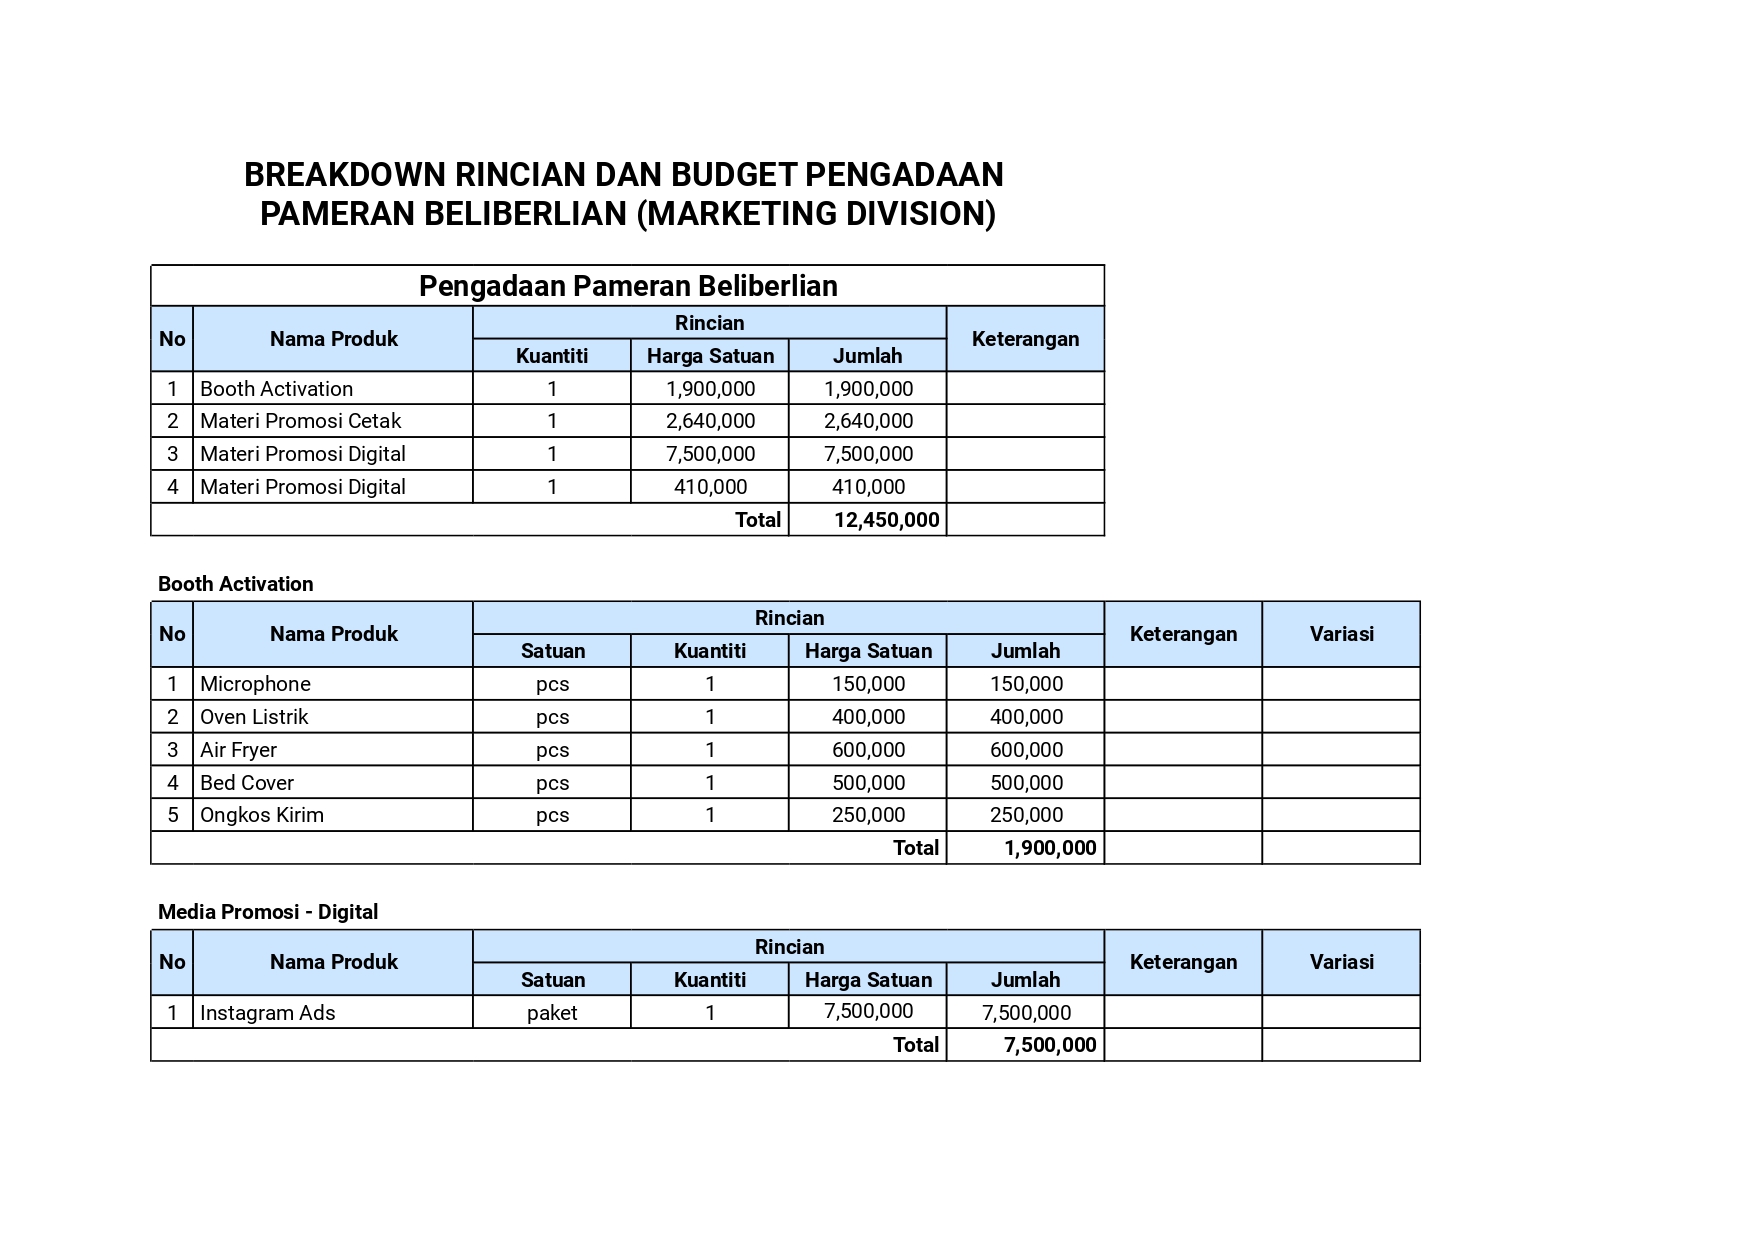 BREAKDOWN RINCIAN DAN BUDGET PENGADAAN
PAMERAN BELIBERLIAN (MARKETING DIVISION)
Pengadaan Pameran Beliberlian
No Nama Produk Rincian Keterangan
Kuantiti Harga Satuan Jumlah
1 Booth Activation 1 1,900,000 1,900,000
2 Materi Promosi Cetak 1 2,640,000 2,640,000
3 Materi Promosi Digital 1 7,500,000 7,500,000
4 Materi Promosi Digital 1 410,000 410,000
Total 12,450,000
Booth Activation
No Nama Produk Rincian Keterangan Variasi
Satuan Kuantiti Harga Satuan Jumlah
1 Microphone pcs 1 150,000 150,000
2 Oven Listrik pcs 1 400,000 400,000
3 Air Fryer pcs 1 600,000 600,000
4 Bed Cover pcs 1 500,000 500,000
5 Ongkos Kirim pcs 1 250,000 250,000
Total 1,900,000
Media Promosi - Digital
No Nama Produk Rincian Keterangan Variasi
Satuan Kuantiti Harga Satuan Jumlah
1 Instagram Ads paket 1 7,500,000 7,500,000
Total 7,500,000